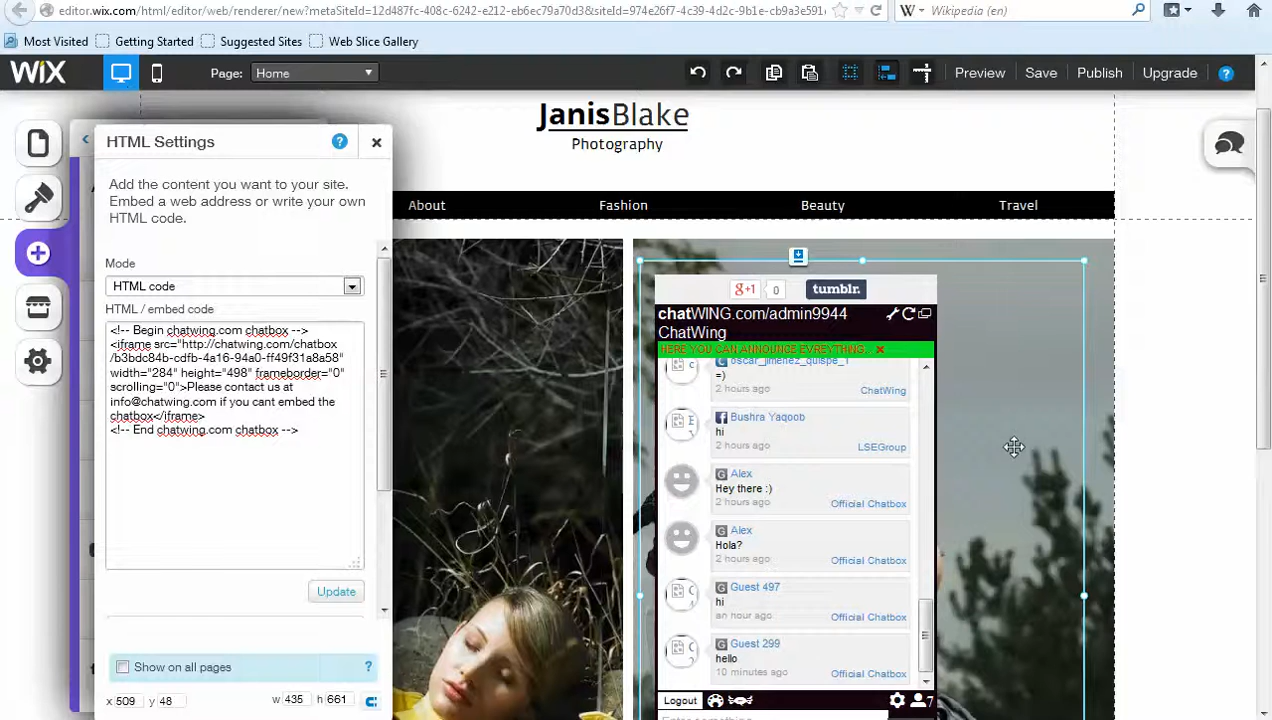 editor.wix.com/editor/web/renderer/new?metaSiteId=12d487fc-408c-6242-e212-eb6ec79a70d3&siteId=974e26f7-4c39-4d2c-9b1e-cb9a3e591
Wikipedia (en)
Most Visited
Getting Started
Suggested Sites
Web Slice Gallery
WiX
Page:
Home
Preview
Save
Publish
Upgrade
?
JanisBlake
Photography
About
Fashion
Beauty
Travel
HTML Settings
?
Add the content you want to your site.
Embed a web address or write your own
HTML code.
Mode
HTML code
HTML / embed code
<!-- Begin chatwing.com chatbox -->
<iframe src="http://chatwing.com/chatbox
/b3bdc84b-cdfb-4a16-94a0-ff49f31a8a58"
width="284" height="498" frameborder="0"
scrolling="0">Please contact us at
info@chatwing.com if you cant embed the
chatbox</iframe>
<!-- End chatwing.com chatbox -->
Update
Show on all pages
?
x 509 y 48 w 435 h 661
g+1 0 tumblr.
chatWING.com/admin9944
ChatWing
HERE YOU CAN ANNOUNCE EVREYTHING..
oscar_jimenez_quispe_1
=)
2 hours ago
ChatWing
Bushra Yaqoob
hi
2 hours ago
LSEGroup
G Alex
Hey there :)
2 hours ago
Official Chatbox
G Alex
Hola?
2 hours ago
Official Chatbox
G Guest 497
hi
an hour ago
Official Chatbox
G Guest 299
hello
10 minutes ago
Official Chatbox
Logout
7
Enter something...